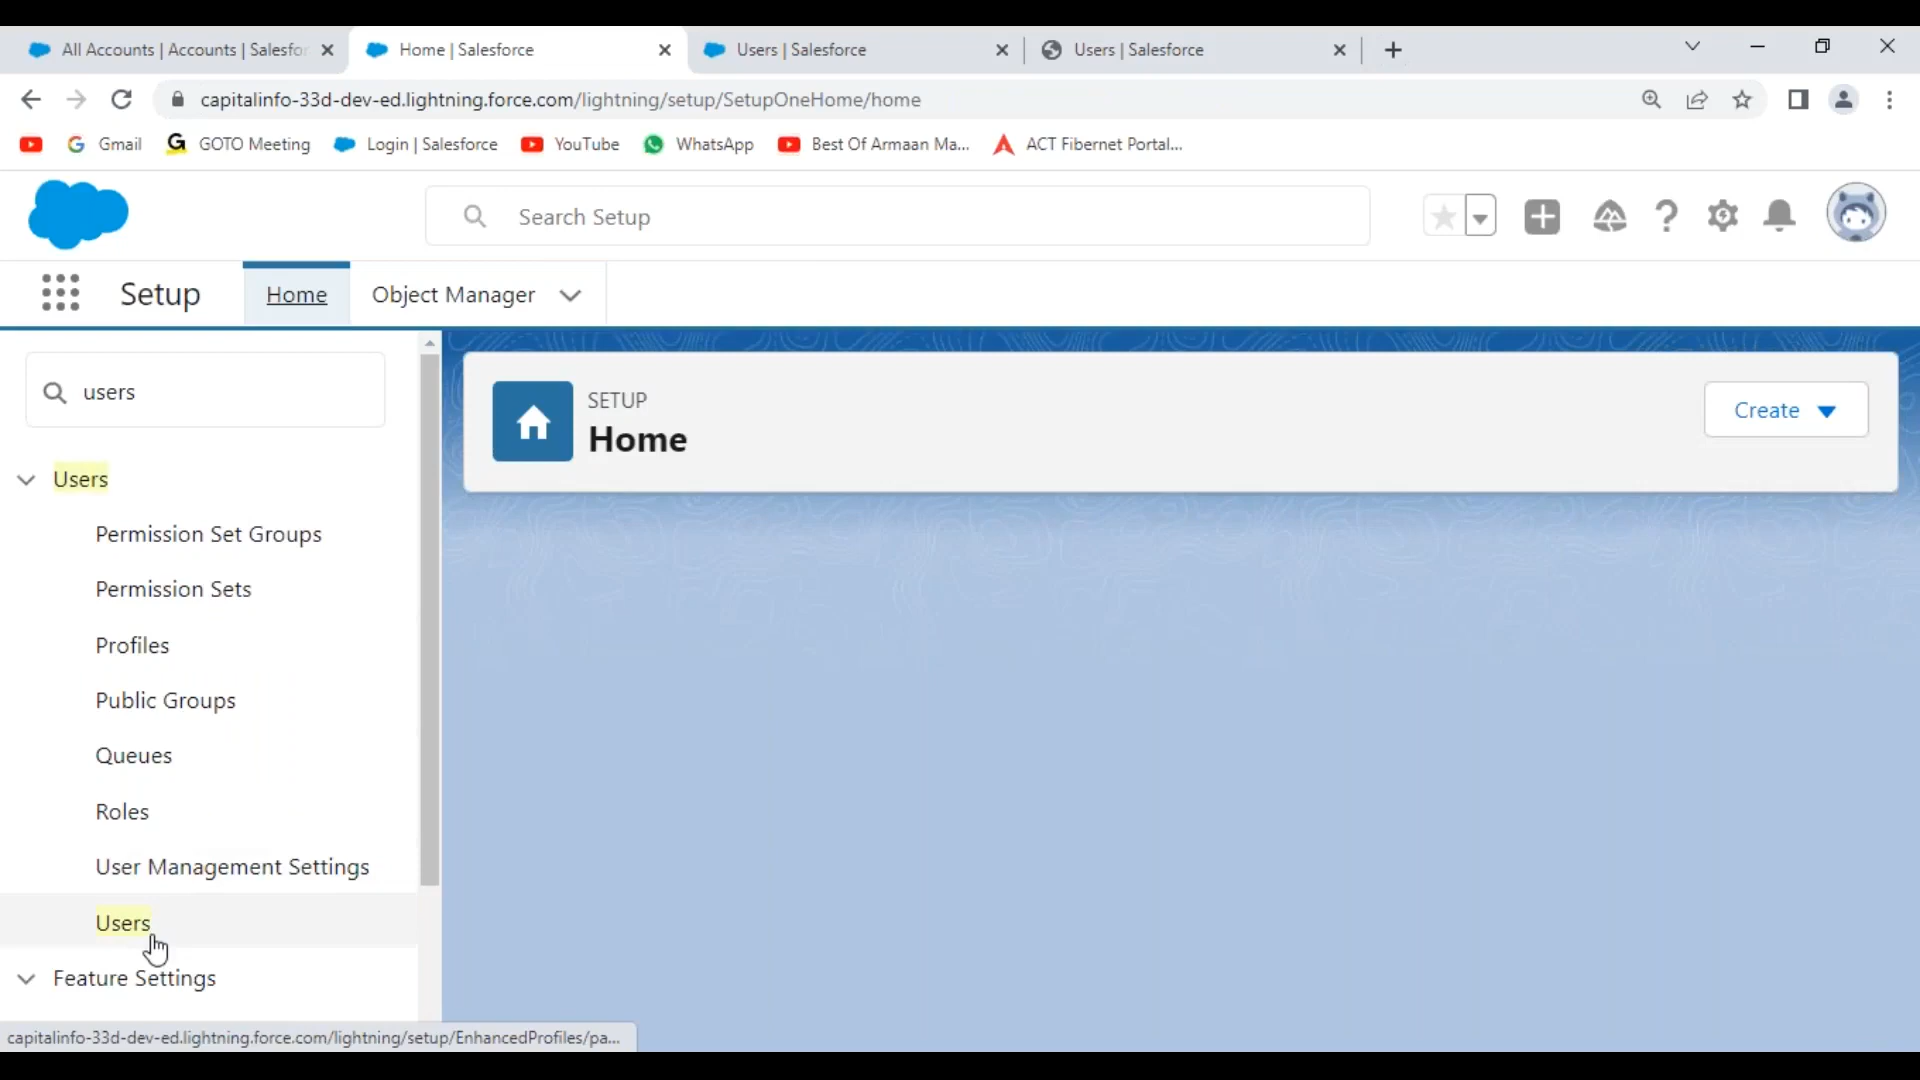 All Accounts | Accounts | Salesfor
Home | Salesforce
Users | Salesforce
Users | Salesforce
capitalinfo-33d-dev-ed.lightning.force.com/lightning/setup/SetupOneHome/home
Gmail
GOTO Meeting
Login | Salesforce
YouTube
WhatsApp
Best Of Armaan Ma...
ACT Fibernet Portal...
Search Setup
Setup
Home
Object Manager
users
SETUP
Home
Create
Users
Permission Set Groups
Permission Sets
Profiles
Public Groups
Queues
Roles
User Management Settings
Users
Feature Settings
capitalinfo-33d-dev-ed.lightning.force.com/lightning/setup/EnhancedProfiles/pa...